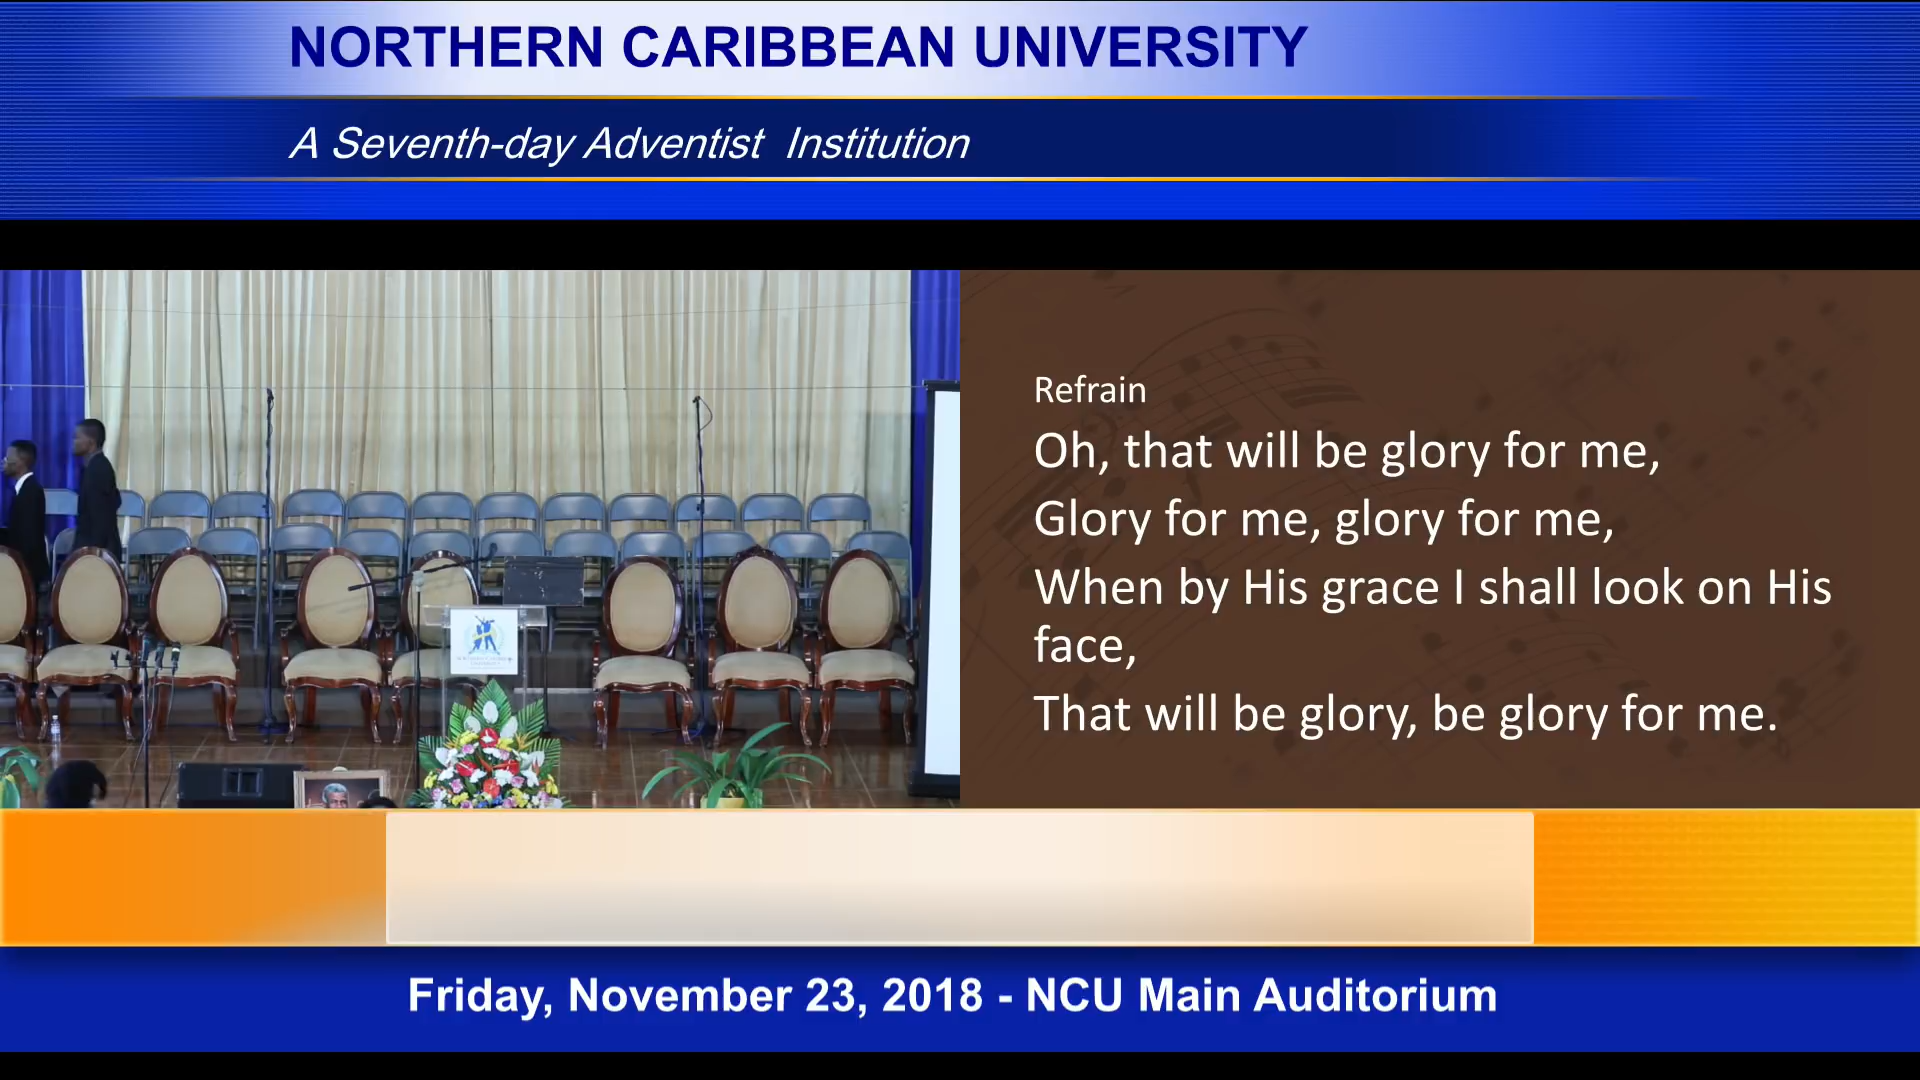 NORTHERN CARIBBEAN UNIVERSITY
A Seventh-day Adventist Institution
Refrain
Oh, that will be glory for me,
Glory for me, glory for me,
When by His grace I shall look on His
face,
That will be glory, be glory for me.
Friday, November 23, 2018 - NCU Main Auditorium